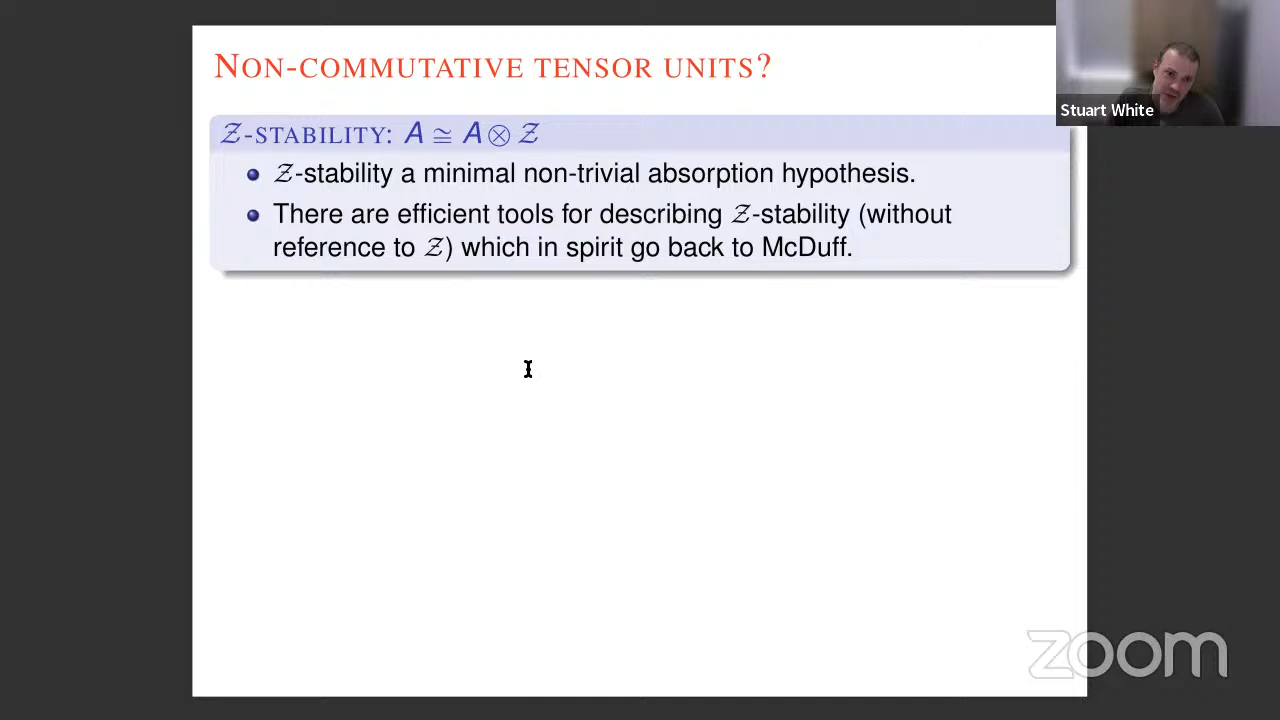 NON-COMMUTATIVE TENSOR UNITS?
Stuart White
𝒵-STABILITY: A ≅ A ⊗ 𝒵
𝒵-stability a minimal non-trivial absorption hypothesis.
There are efficient tools for describing 𝒵-stability (without
reference to 𝒵) which in spirit go back to McDuff.
zoom